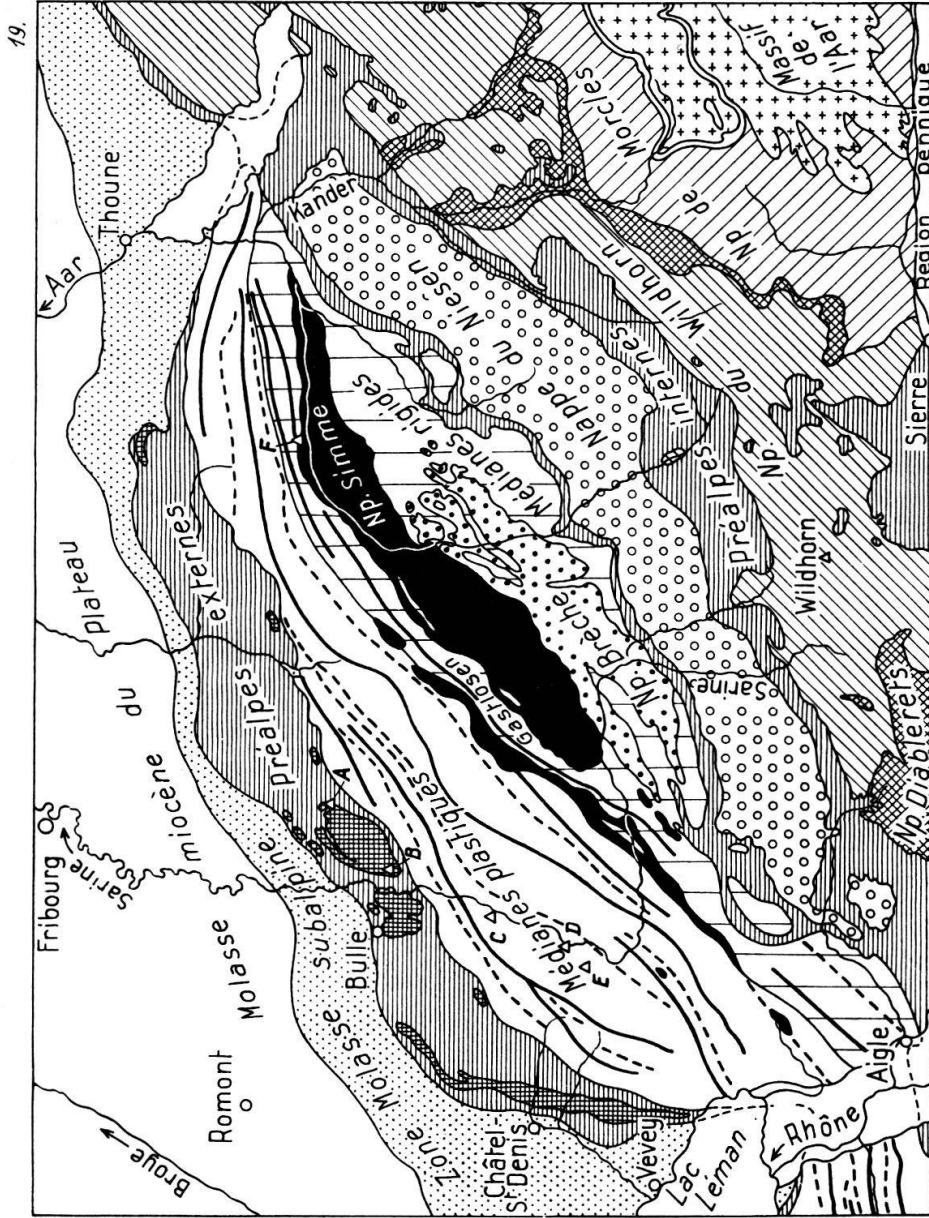 19.
Broye
Romont
Fribourg
Sarine
Molasse
miocène
du
Plateau
Aar
Thoune
Zone
Molasse
subalpine
Bulle
Châtel-
St Denis
Préalpes
externes
A
B
C
D
E
F
Médianes plastiques
Gastlosen
Np. Simme
Médianes rigides
Np. Brèche
Kander
Nappe
du
Niesen
Sarine
Préalpes
internes
Vevey
Lac
Léman
Rhône
Aigle
Np Diablerets
Wildhorn
Np
du
Wildhorn
Np
de
Morcles
Massif
de
l'Aar
Sierre
Région pennique